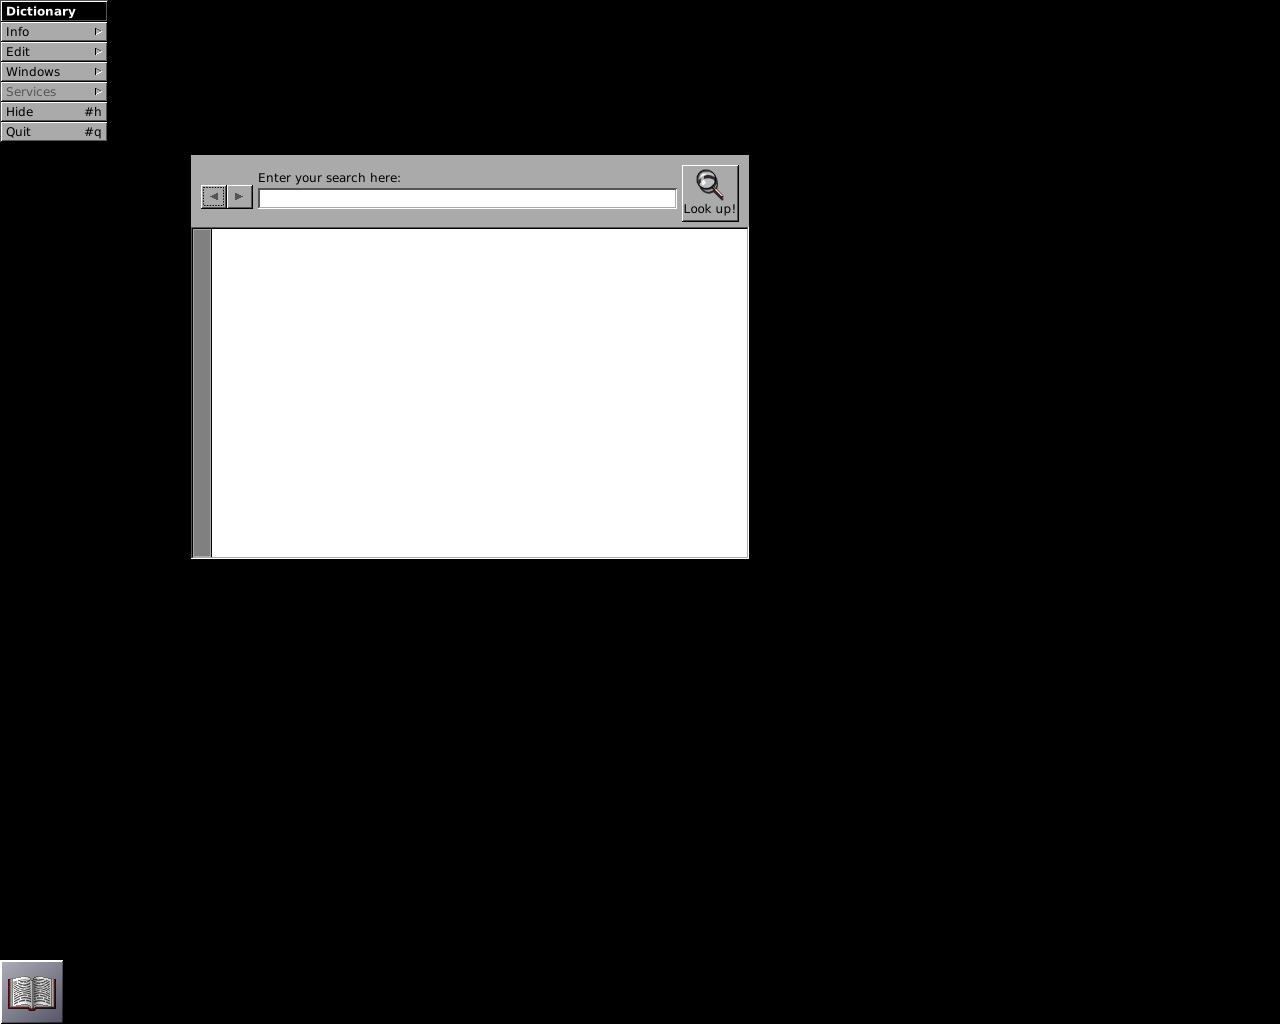 Dictionary
Info
Edit
Windows
Services
Hide #h
Quit #q
Enter your search here:
Look up!